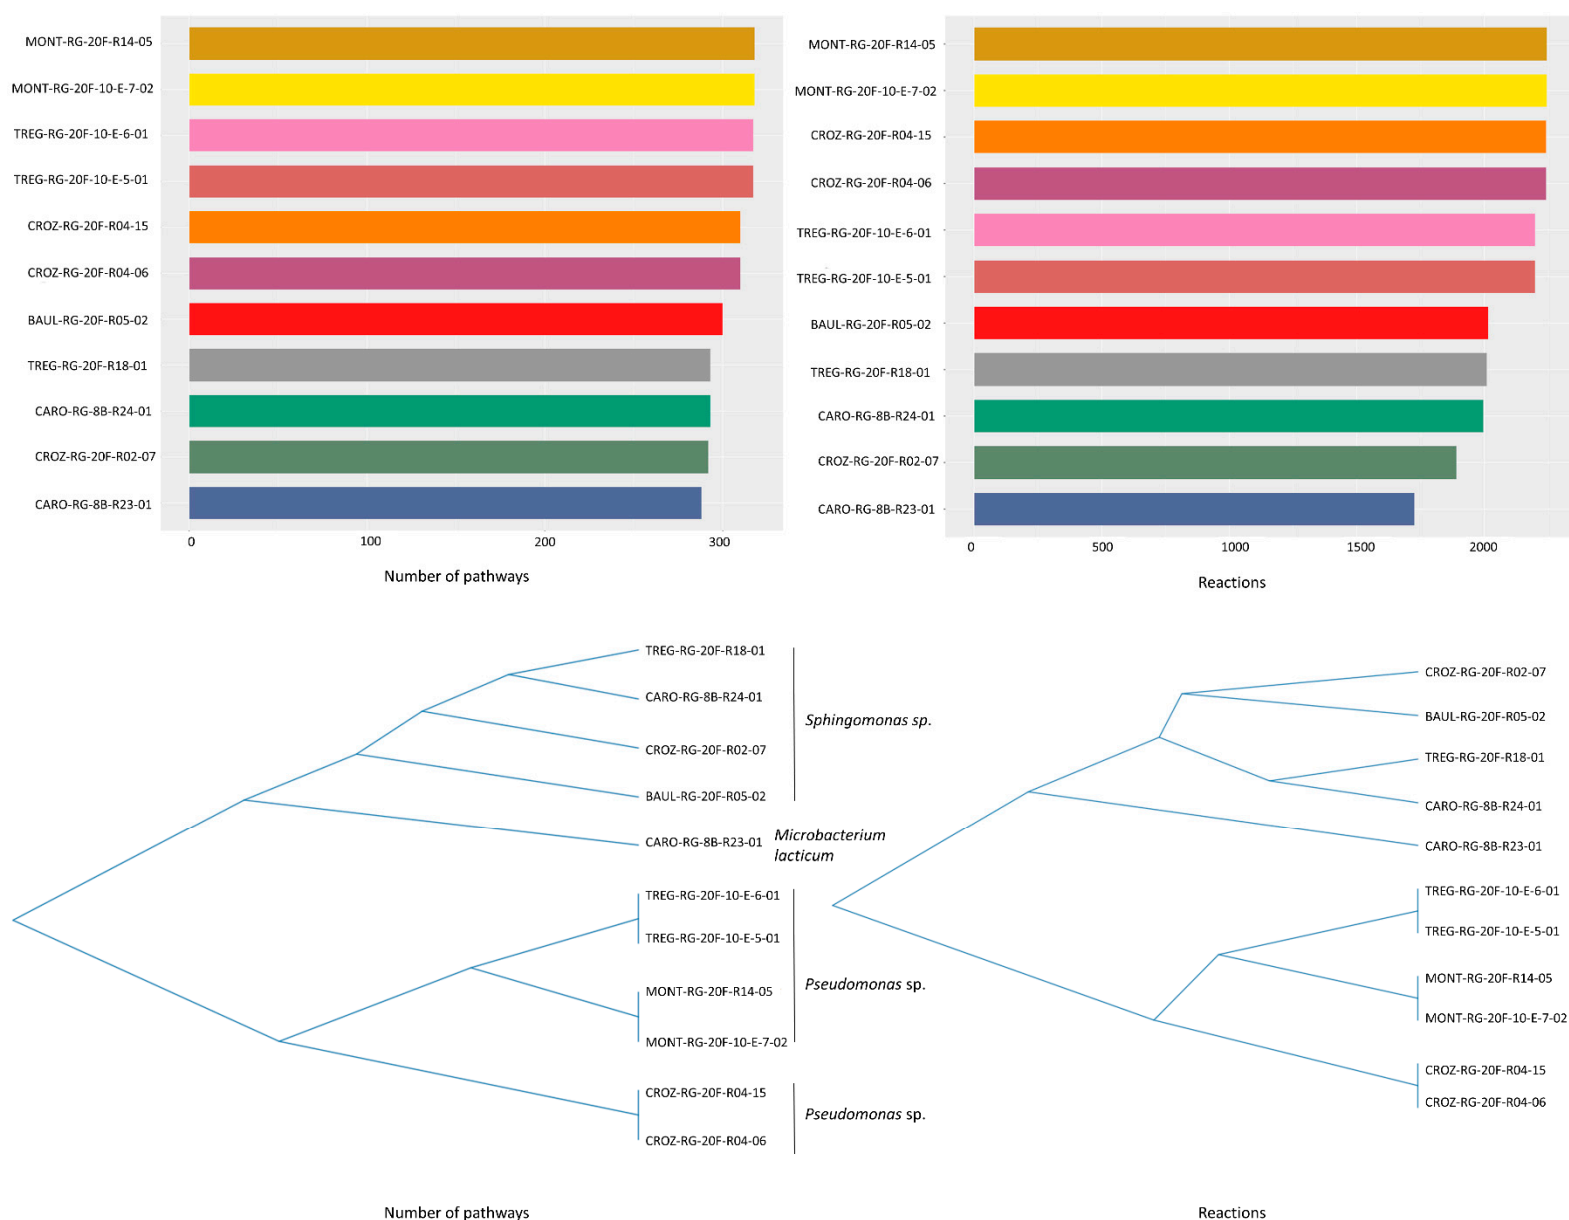 MONT-RG-20F-R14-05
MONT-RG-20F-10-E-7-02
TREG-RG-20F-10-E-6-01
TREG-RG-20F-10-E-5-01
CROZ-RG-20F-R04-15
CROZ-RG-20F-R04-06
BAUL-RG-20F-R05-02
TREG-RG-20F-R18-01
CARO-RG-8B-R24-01
CROZ-RG-20F-R02-07
CARO-RG-8B-R23-01
0 100 200 300
Number of pathways
MONT-RG-20F-R14-05
MONT-RG-20F-10-E-7-02
CROZ-RG-20F-R04-15
CROZ-RG-20F-R04-06
TREG-RG-20F-10-E-6-01
TREG-RG-20F-10-E-5-01
BAUL-RG-20F-R05-02
TREG-RG-20F-R18-01
CARO-RG-8B-R24-01
CROZ-RG-20F-R02-07
CARO-RG-8B-R23-01
0 500 1000 1500 2000
Reactions
TREG-RG-20F-R18-01
CARO-RG-8B-R24-01
CROZ-RG-20F-R02-07
BAUL-RG-20F-R05-02
Sphingomonas sp.
CARO-RG-8B-R23-01
Microbacterium
lacticum
TREG-RG-20F-10-E-6-01
TREG-RG-20F-10-E-5-01
MONT-RG-20F-R14-05
MONT-RG-20F-10-E-7-02
Pseudomonas sp.
CROZ-RG-20F-R04-15
CROZ-RG-20F-R04-06
Pseudomonas sp.
Number of pathways
CROZ-RG-20F-R02-07
BAUL-RG-20F-R05-02
TREG-RG-20F-R18-01
CARO-RG-8B-R24-01
CARO-RG-8B-R23-01
TREG-RG-20F-10-E-6-01
TREG-RG-20F-10-E-5-01
MONT-RG-20F-R14-05
MONT-RG-20F-10-E-7-02
CROZ-RG-20F-R04-15
CROZ-RG-20F-R04-06
Reactions